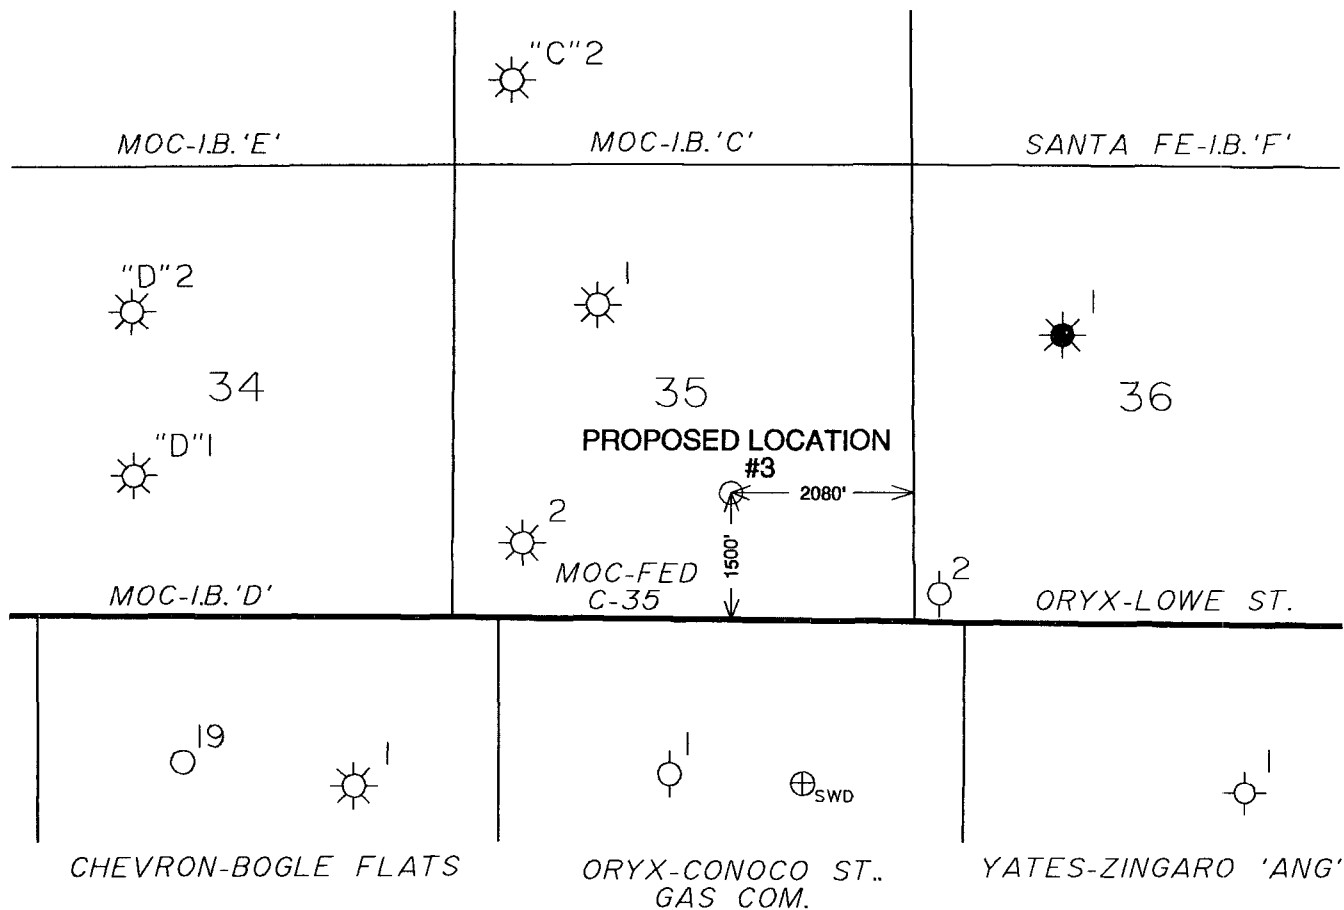 "C"2
MOC-I.B.'E'
MOC-I.B.'C'
SANTA FE-I.B.'F'
"D"2
1
1
34
35
36
PROPOSED LOCATION
#3
"D"1
2080'
2
1500'
MOC-FED
C-35
2
MOC-I.B.'D'
ORYX-LOWE ST.
19
1
1
SWD
1
CHEVRON-BOGLE FLATS
ORYX-CONOCO ST..
GAS COM.
YATES-ZINGARO 'ANG'